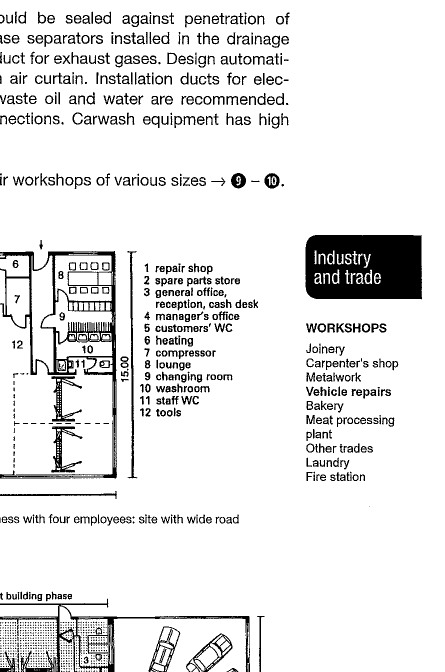 ould be sealed against penetration of
ase separators installed in the drainage
duct for exhaust gases. Design automati-
n air curtain. Installation ducts for elec-
waste oil and water are recommended.
nections. Carwash equipment has high
ir workshops of various sizes → 9 – 10.
6
8
7
9
12
10
11
15.00
1 repair shop
2 spare parts store
3 general office,
reception, cash desk
4 manager's office
5 customers' WC
6 heating
7 compressor
8 lounge
9 changing room
10 washroom
11 staff WC
12 tools
Industry
and trade
WORKSHOPS
Joinery
Carpenter's shop
Metalwork
Vehicle repairs
Bakery
Meat processing
plant
Other trades
Laundry
Fire station
ness with four employees: site with wide road
t building phase
3